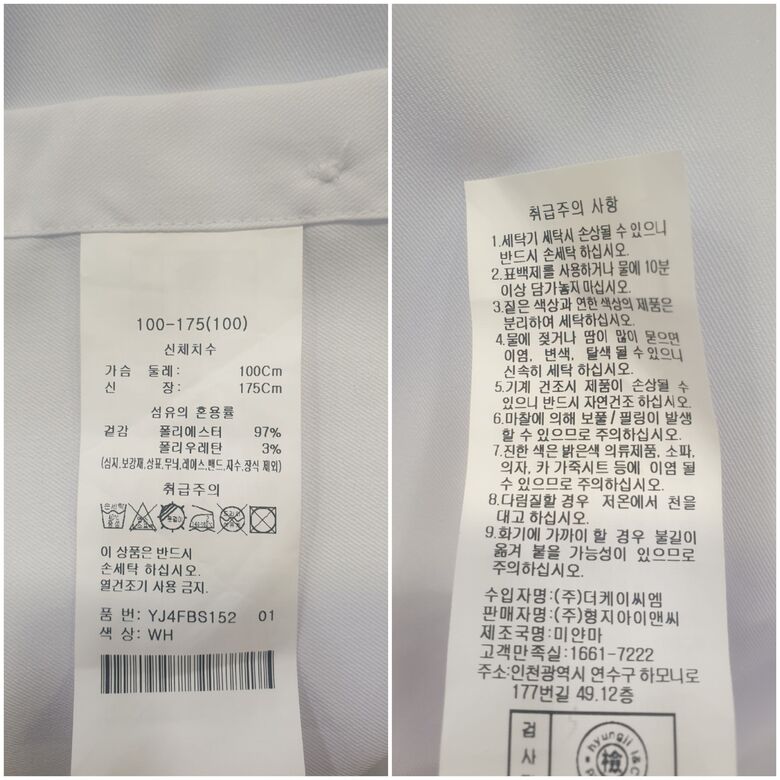 100-175(100)
신체치수
가슴 둘레: 100Cm
신 장: 175Cm
섬유의 혼용률
겉감 폴리에스터 97%
폴리우레탄 3%
(심지,보강재,상표,무늬,레이스,밴드,자수,장식 제외)
취급주의
이 상품은 반드시
손세탁 하십시오.
열건조기 사용 금지.
품 번: YJ4FBS152 01
색 상: WH
취급주의 사항
1.세탁기 세탁시 손상될 수 있으니
반드시 손세탁 하십시오.
2.표백제를 사용하거나 물에 10분
이상 담가놓지 마십시오.
3.짙은 색상과 연한 색상의 제품은
분리하여 세탁하십시오.
4.물에 젖거나 땀이 많이 묻으면
이염, 변색, 탈색 될 수 있으니
신속히 세탁 하십시오.
5.기계 건조시 제품이 손상될 수
있으니 반드시 자연건조 하십시오.
6.마찰에 의해 보풀/필링이 발생
할 수 있으므로 주의하십시오.
7.진한 색은 밝은색 의류제품, 소파,
의자, 카 가죽시트 등에 이염 될
수 있으므로 주의하십시오.
8.다림질할 경우 저온에서 천을
대고 하십시오.
9.화기에 가까이 할 경우 불길이
옮겨 붙을 가능성이 있으므로
주의하십시오.
수입자명:(주)더케이씨엠
판매자명:(주)형지아이앤씨
제조국명:미얀마
고객만족실:1661-7222
주소:인천광역시 연수구 하모니로
177번길 49.12층
검
사
hyungji I&C
檢